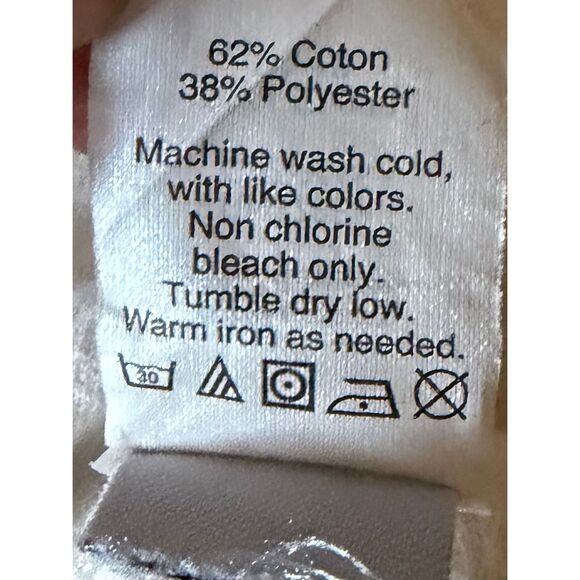 62% Coton
38% Polyester
Machine wash cold,
with like colors.
Non chlorine
bleach only.
Tumble dry low.
Warm iron as needed.
30